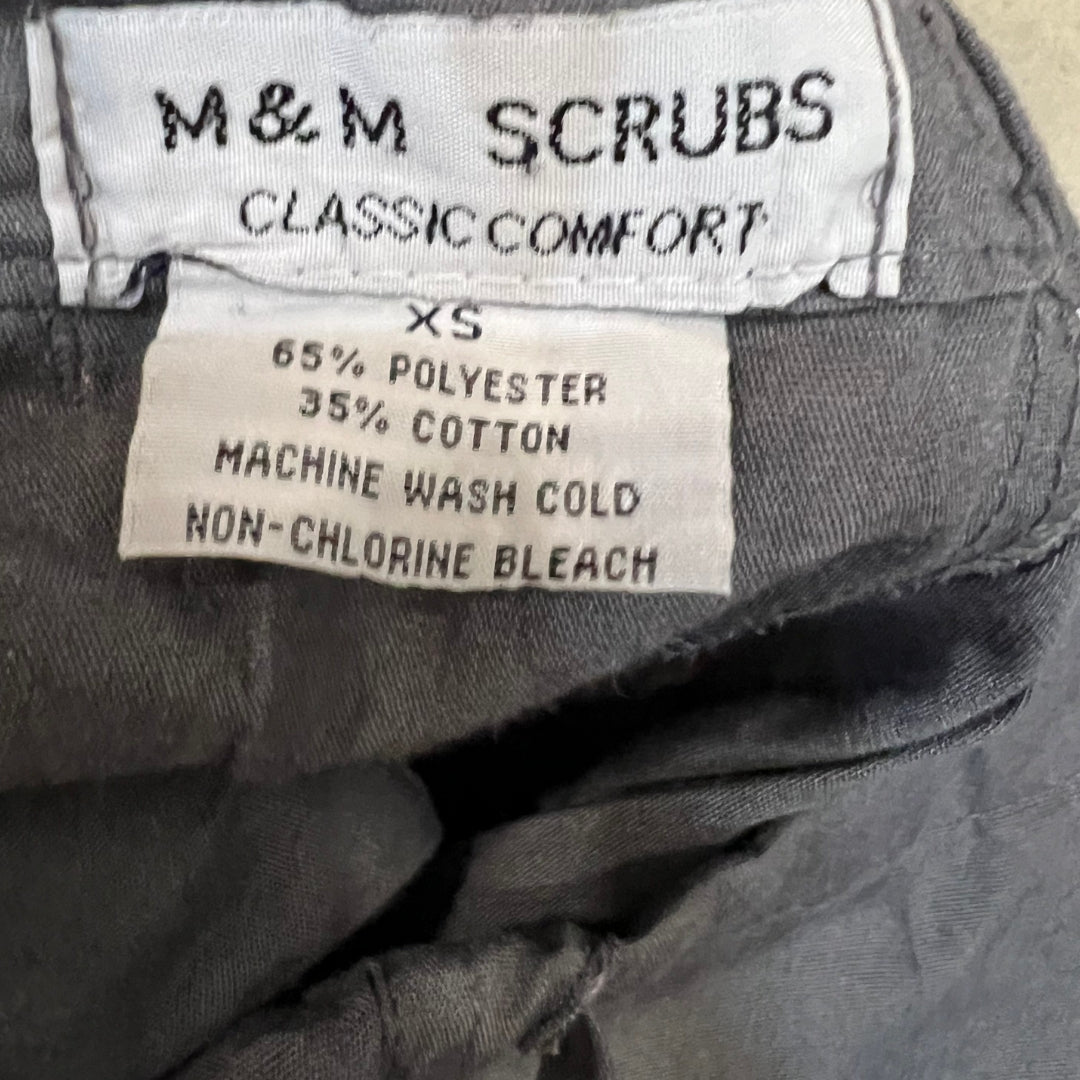 M & M SCRUBS
CLASSIC COMFORT
XS
65% POLYESTER
35% COTTON
MACHINE WASH COLD
NON-CHLORINE BLEACH